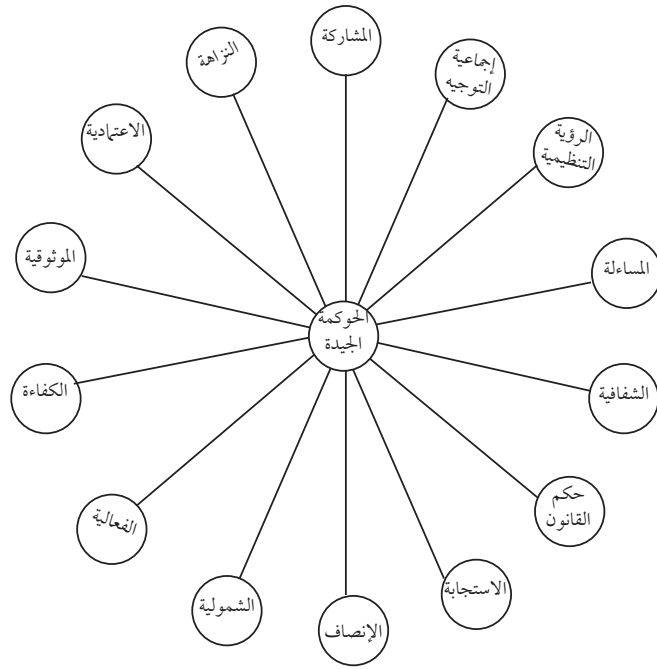 المشاركة
إجماعية
التوجيه
الرؤية
التنظيمية
المساءلة
الشفافية
حكم
القانون
الاستجابة
الإنصاف
الشمولية
الفعالية
الكفاءة
الموثوقية
الاعتمادية
النزاهة
الحوكمة
الجيدة